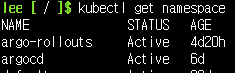 lee [ / ]$ kubectl get namespace
NAME STATUS AGE
argo-rollouts Active 4d20h
argocd Active 6d